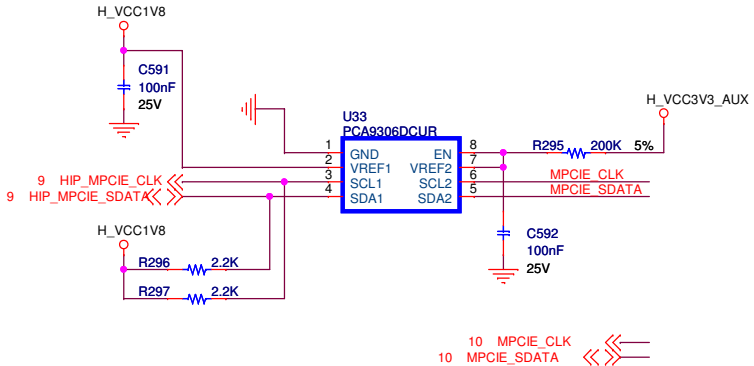 H_VCC1V8
C591
100nF
25V
H_VCC3V3_AUX
U33
PCA9306DCUR
1 GND EN 8 R295 200K 5%
2 VREF1 VREF2 7
9 HIP_MPCIE_CLK 3 SCL1 SCL2 6 MPCIE_CLK
9 HIP_MPCIE_SDATA 4 SDA1 SDA2 5 MPCIE_SDATA
H_VCC1V8
C592
100nF
25V
R296 2.2K
R297 2.2K
10 MPCIE_CLK
10 MPCIE_SDATA